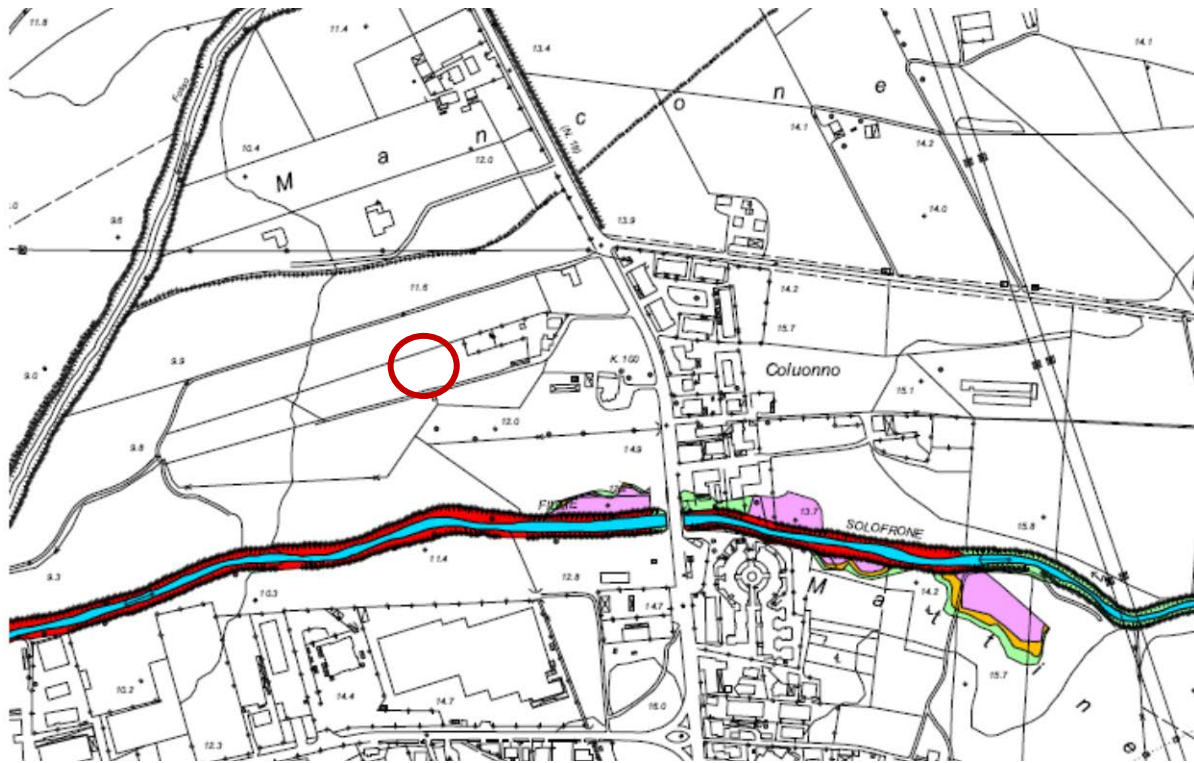 11.8
11.4
13.4
14.1
Fosso
c
o
n
e
(N. 18)
14.1
14.2
10.4
a
n
12.0
M
14.0
9.6
13.9
11.6
14.2
15.7
9.9
9.0
K. 100
Coluonno
15.1
12.0
14.9
9.8
FIUME
13.7
SOLOFRONE
15.8
11.4
9.3
12.8
10.3
14.7
M
a
14.2
t
t
i
n
10.2
14.4
14.7
16.0
15.7
12.3